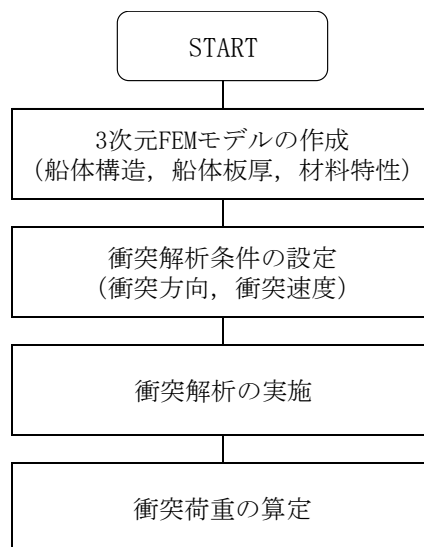 START
3次元FEMモデルの作成
(船体構造, 船体板厚, 材料特性)
衝突解析条件の設定
(衝突方向, 衝突速度)
衝突解析の実施
衝突荷重の算定